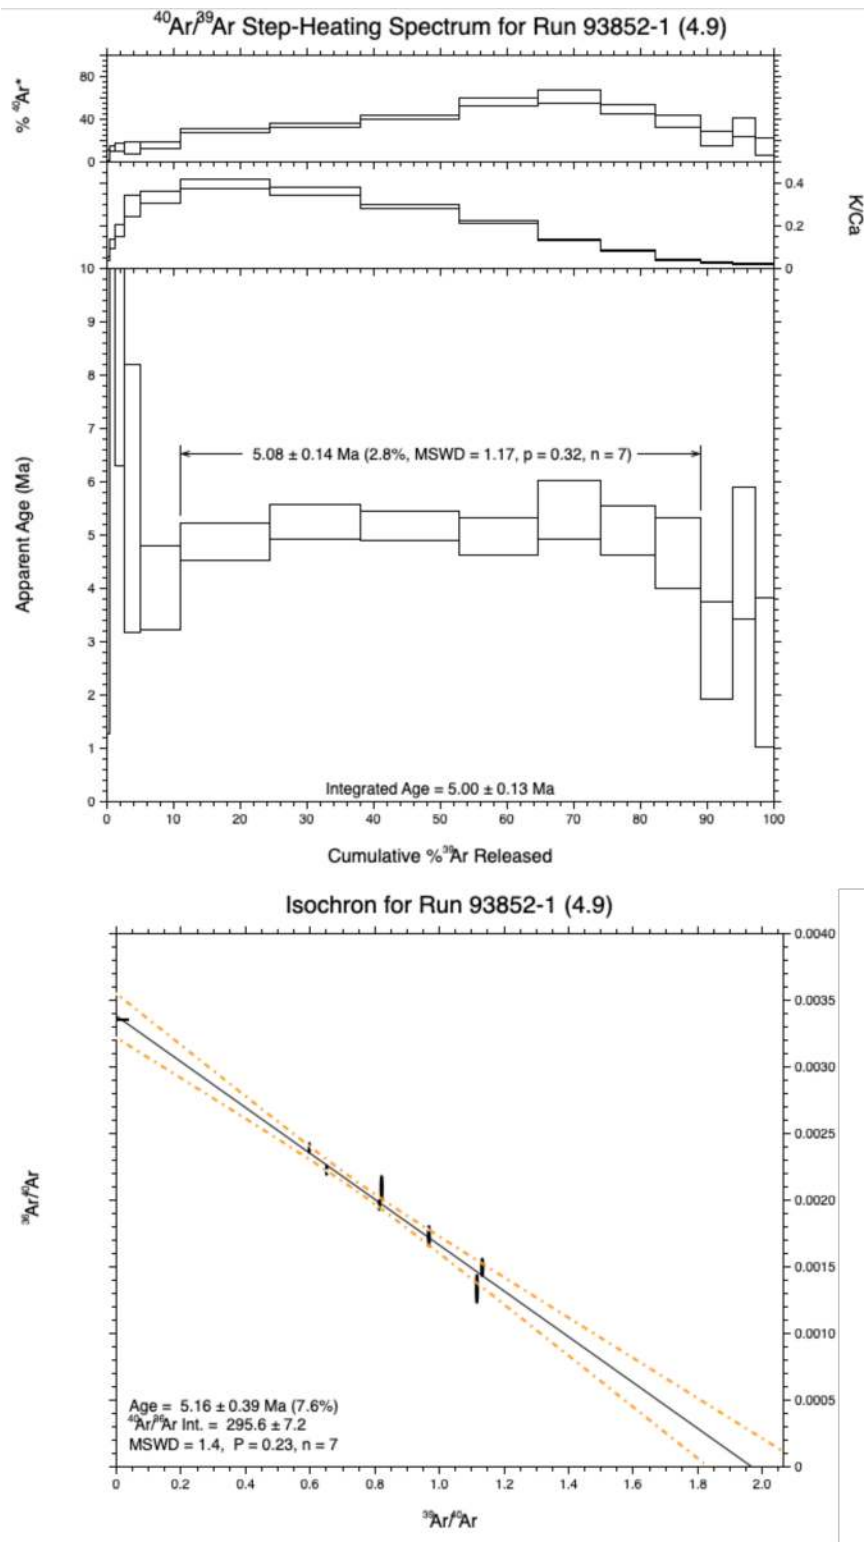 ⁴⁰Ar/³⁹Ar Step-Heating Spectrum for Run 93852-1 (4.9)
% ⁴⁰Ar*
80
40
0
K/Ca
0.4
0.2
0
Apparent Age (Ma)
10
9
8
7
6
5
4
3
2
1
0
5.08 ± 0.14 Ma (2.8%, MSWD = 1.17, p = 0.32, n = 7)
Integrated Age = 5.00 ± 0.13 Ma
0 10 20 30 40 50 60 70 80 90 100
Cumulative %³⁹Ar Released
Isochron for Run 93852-1 (4.9)
³⁶Ar/⁴⁰Ar
0.0040
0.0035
0.0030
0.0025
0.0020
0.0015
0.0010
0.0005
0
Age = 5.16 ± 0.39 Ma (7.6%)
⁴⁰Ar/³⁶Ar Int. = 295.6 ± 7.2
MSWD = 1.4, P = 0.23, n = 7
0 0.2 0.4 0.6 0.8 1.0 1.2 1.4 1.6 1.8 2.0
³⁹Ar/⁴⁰Ar